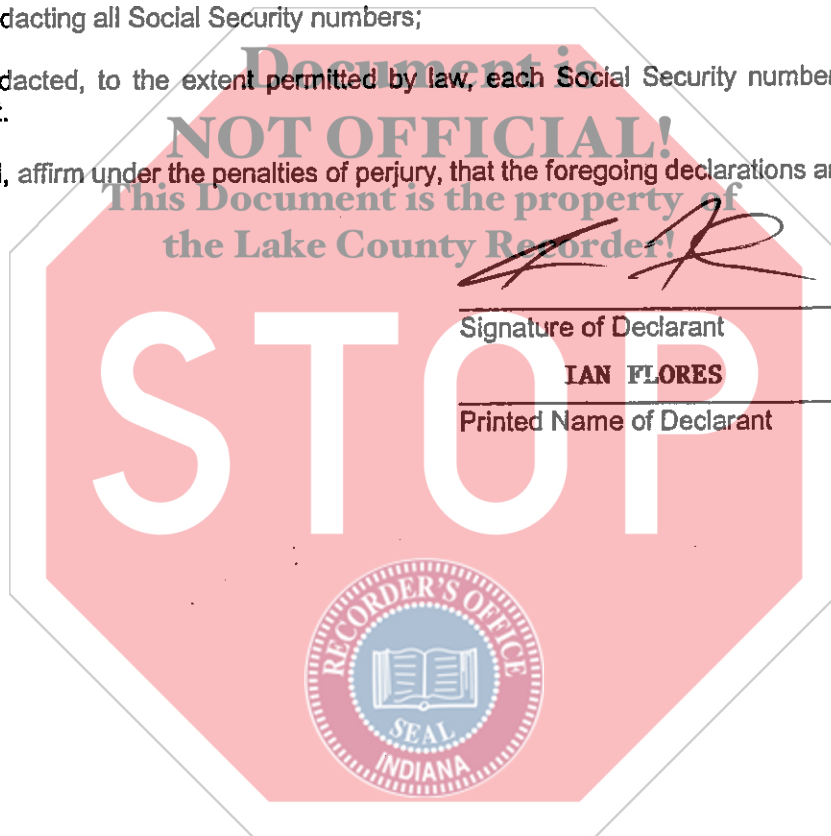 dacting all Social Security numbers;
Document is
dacted, to the extent permitted by law, each Social Security number
t.
NOT OFFICIAL!
I, affirm under the penalties of perjury, that the foregoing declarations a
This Document is the property of
the Lake County Recorder!
STOP
Signature of Declarant
IAN FLORES
Printed Name of Declarant
RECORDER'S OFFICE
SEAL
INDIANA